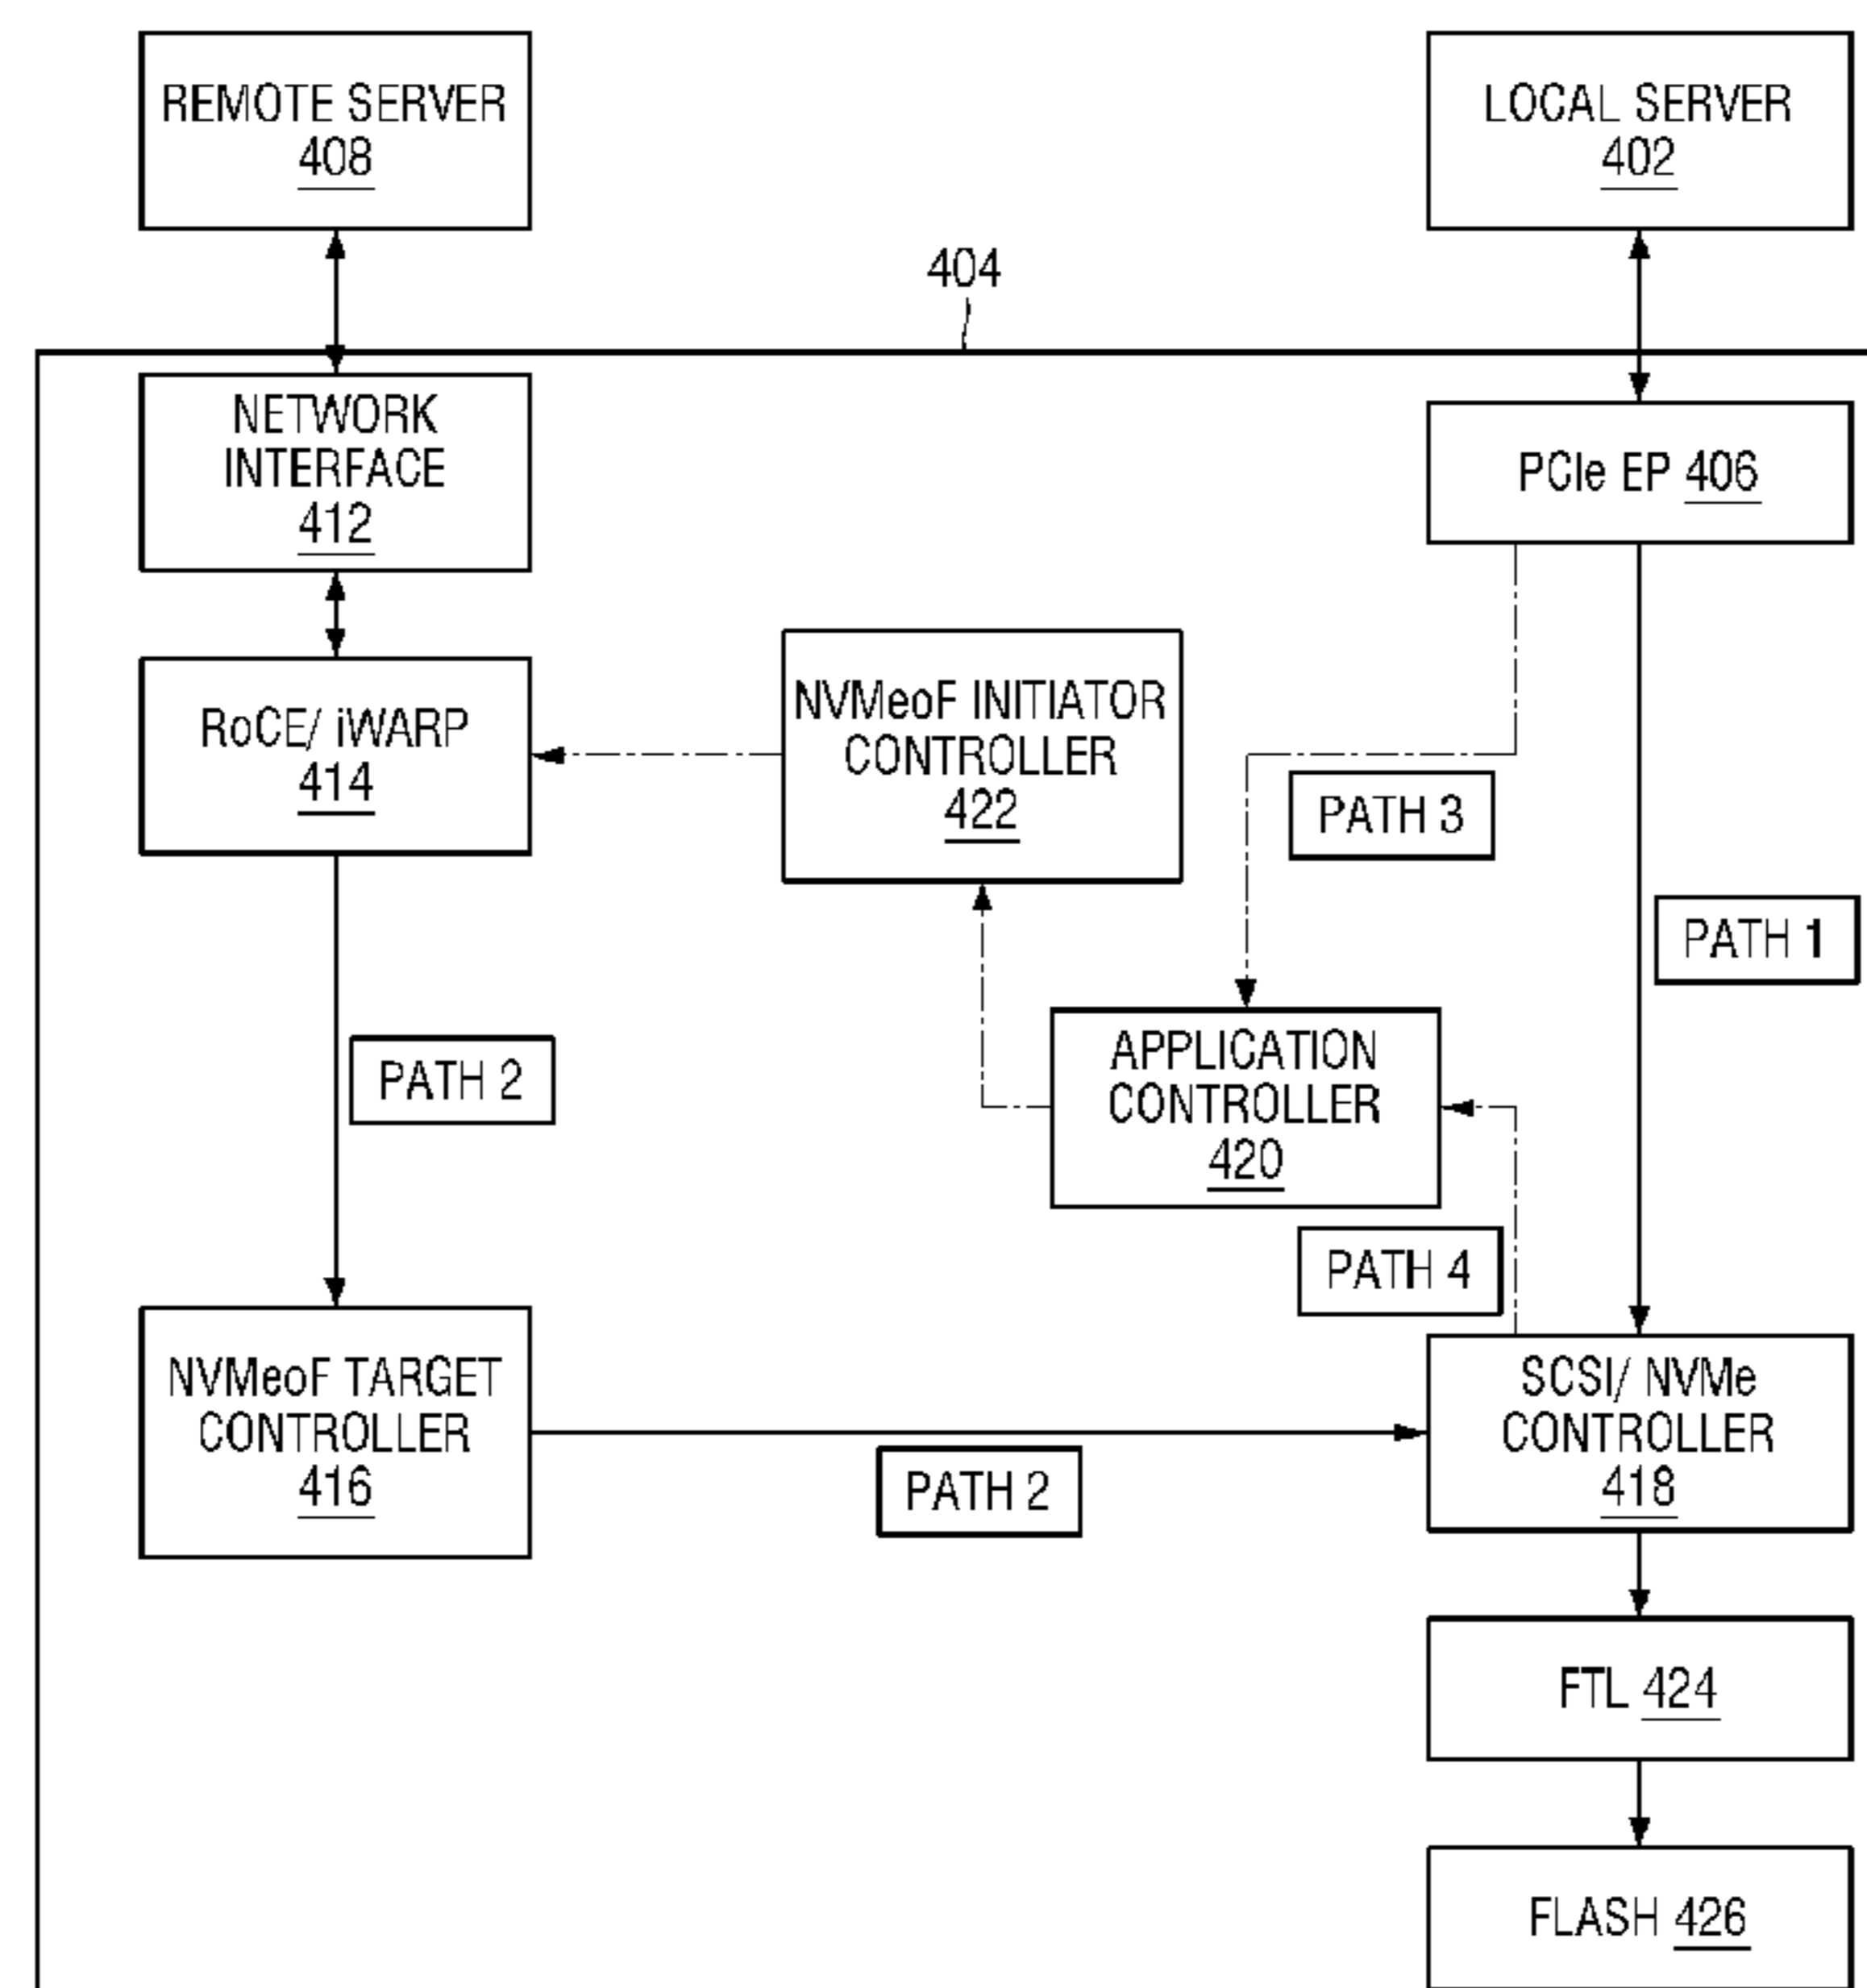 REMOTE SERVER
408
LOCAL SERVER
402
404
NETWORK
INTERFACE
412
PCIe EP 406
RoCE/ iWARP
414
NVMeoF INITIATOR
CONTROLLER
422
PATH 3
PATH 1
PATH 2
APPLICATION
CONTROLLER
420
PATH 4
NVMeoF TARGET
CONTROLLER
416
PATH 2
SCSI/ NVMe
CONTROLLER
418
FTL 424
FLASH 426